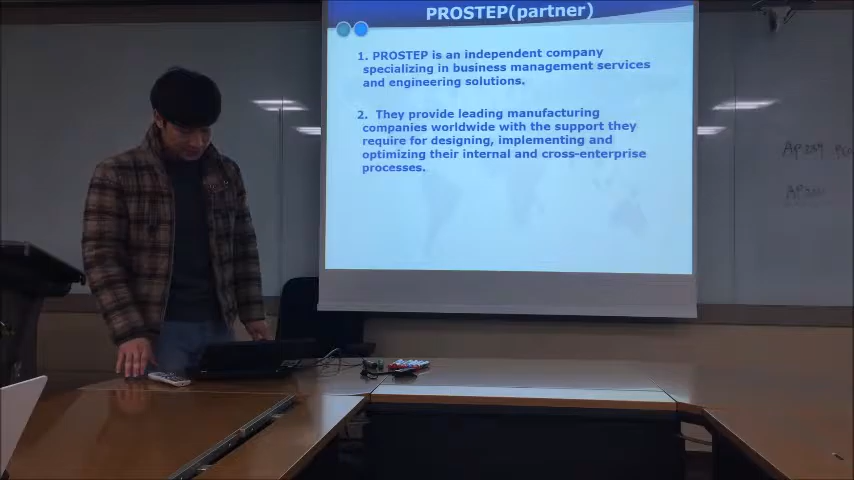 PROSTEP(partner)
1. PROSTEP is an independent company
specializing in business management services
and engineering solutions.
2. They provide leading manufacturing
companies worldwide with the support they
require for designing, implementing and
optimizing their internal and cross-enterprise
processes.